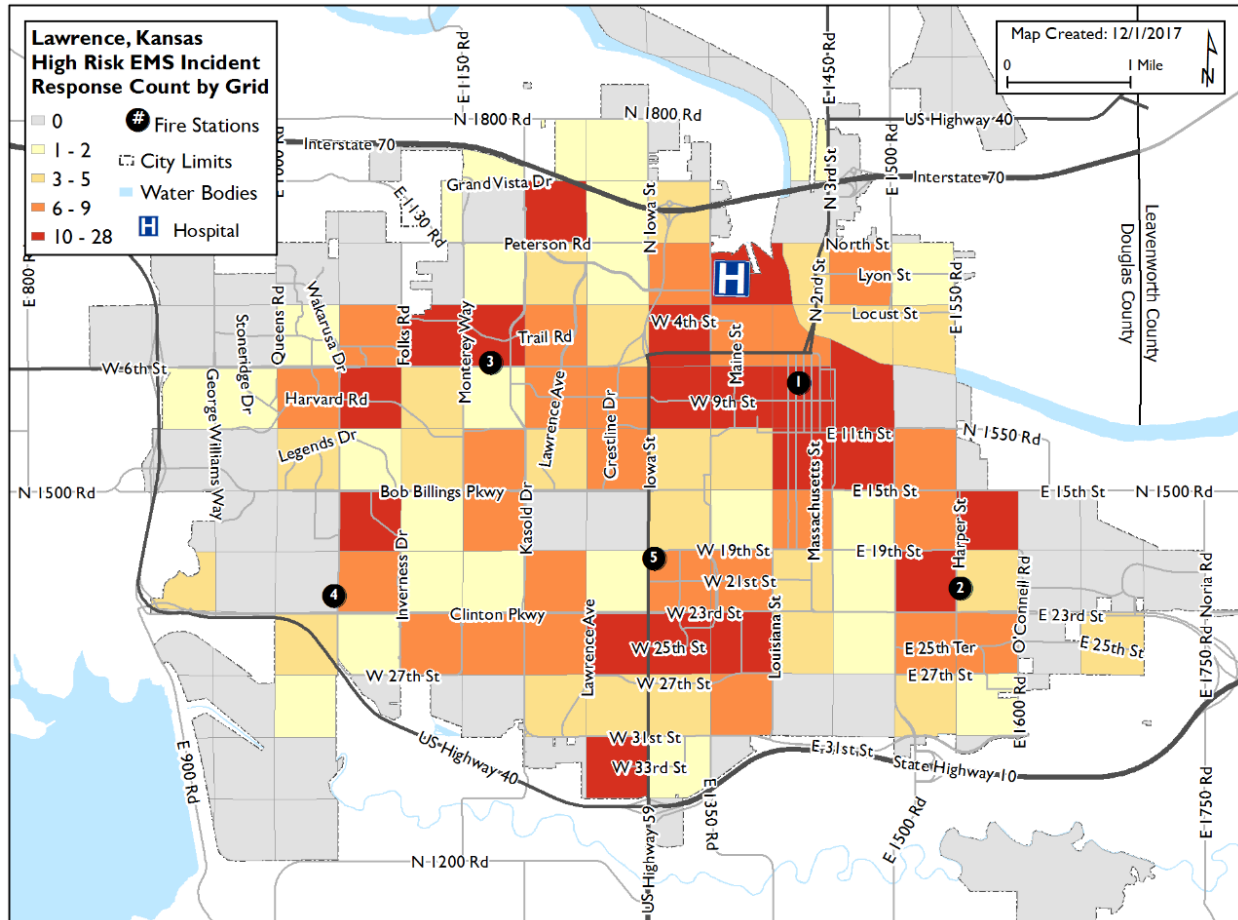 Lawrence, Kansas
High Risk EMS Incident
Response Count by Grid
0
1 - 2
3 - 5
6 - 9
10 - 28
# Fire Stations
City Limits
Water Bodies
H Hospital
Map Created: 12/1/2017
0 1 Mile
N
E 1150 Rd
E 1450 Rd
N 1800 Rd
N 1800 Rd
US Highway 40
Interstate 70
E 1000 Rd
E 1130 Rd
Grand Vista Dr
N Iowa St
N 3rd St
E 1500 Rd
Interstate 70
Leavenworth County
Douglas County
E 800 Rd
Peterson Rd
North St
H
Lyon St
N 2nd St
E 1550 Rd
Queens Rd
Wakarusa Dr
Stoneridge Dr
Folks Rd
Monterey Way
Trail Rd
W 4th St
Maine St
Locust St
W 6th St
3
1
George Williams Way
Harvard Rd
Lawrence Ave
Crestline Dr
W 9th St
Legends Dr
Iowa St
Massachusetts St
E 11th St
N 1550 Rd
N 1500 Rd
Bob Billings Pkwy
Kasold Dr
E 15th St
E 15th St
N 1500 Rd
Inverness Dr
5
W 19th St
E 19th St
Harper St
4
W 21st St
2
O'Connell Rd
Noria Rd
Clinton Pkwy
W 23rd St
Louisiana St
E 23rd St
Lawrence Ave
W 25th St
E 25th Ter
E 25th St
W 27th St
W 27th St
E 27th St
E 1600 Rd
E 1750 Rd
E 900 Rd
US Highway 40
W 31st St
E 31st St
W 33rd St
State Highway 10
E 1350 Rd
E 1500 Rd
E 1750 Rd
N 1200 Rd
US Highway 59